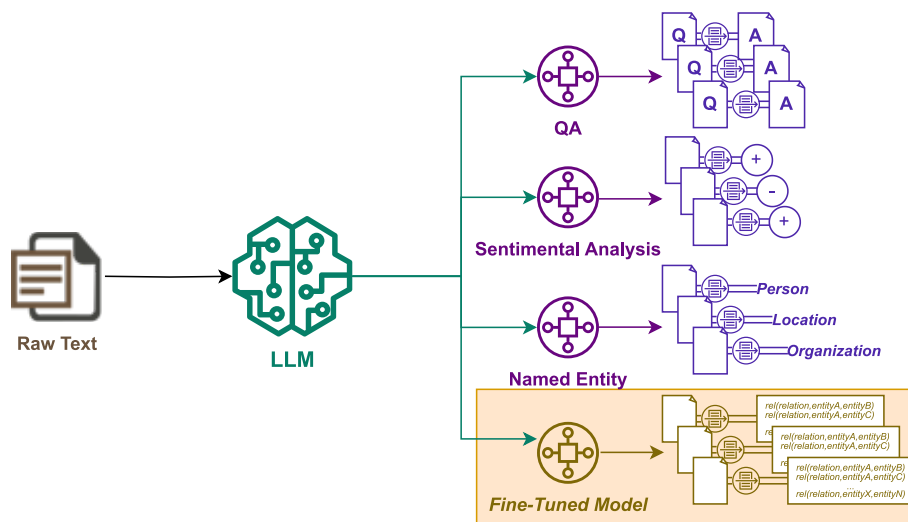 Q
A
Q
A
Q
A
QA
+
-
+
Sentimental Analysis
Raw Text
LLM
Person
Location
Organization
Named Entity
rel(relation,entityA,entityB)
rel(relation,entityA,entityC)
rel(relation,entityA,entityB)
rel(relation,entityA,entityC)
rel(relation,entityA,entityB)
rel(relation,entityA,entityC)
...
rel(relation,entityX,entityN)
Fine-Tuned Model